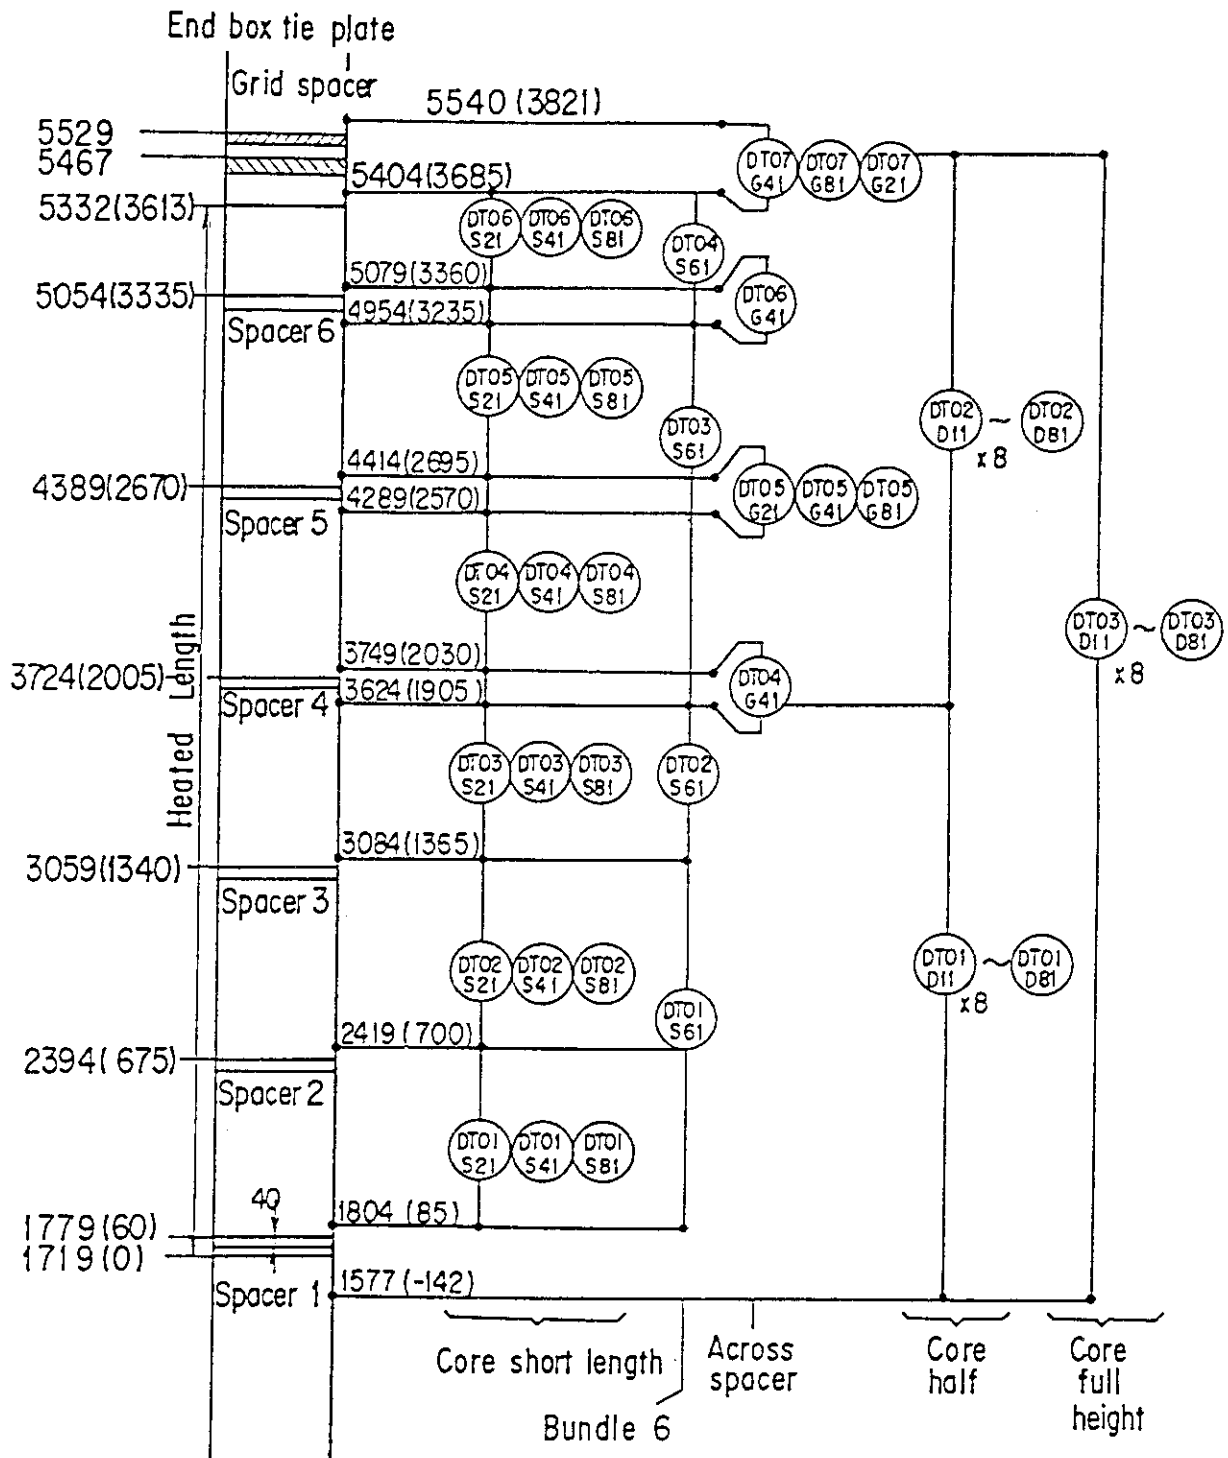 End box tie plate
Grid spacer
5540 (3821)
5529
5467
DT07 G41
DT07 G81
DT07 G21
5404(3685)
5332(3613)
DT06 S21
DT06 S41
DT06 S81
DT04 S61
5079(3360)
5054(3335)
DT06 G41
4954(3235)
Spacer 6
DT05 S21
DT05 S41
DT05 S81
DT03 S61
DT02 D11 ~ DT02 D81
x8
4414(2695)
4389(2670)
DT05 G21
DT05 G41
DT05 G81
4289(2570)
Spacer 5
DT04 S21
DT04 S41
DT04 S81
DT03 D11 ~ DT03 D81
x8
Heated Length
3749(2030)
3724(2005)
DT04 G41
3624(1905)
Spacer 4
DT03 S21
DT03 S41
DT03 S81
DT02 S61
3084(1365)
3059(1340)
Spacer 3
DT02 S21
DT02 S41
DT02 S81
DT01 D11 ~ DT01 D81
x8
DT01 S61
2419 (700)
2394( 675)
Spacer 2
DT01 S21
DT01 S41
DT01 S81
40
1804 (85)
1779(60)
1719(0)
1577 (-142)
Spacer 1
Core short length
Bundle 6
Across
spacer
Core
half
Core
full
height